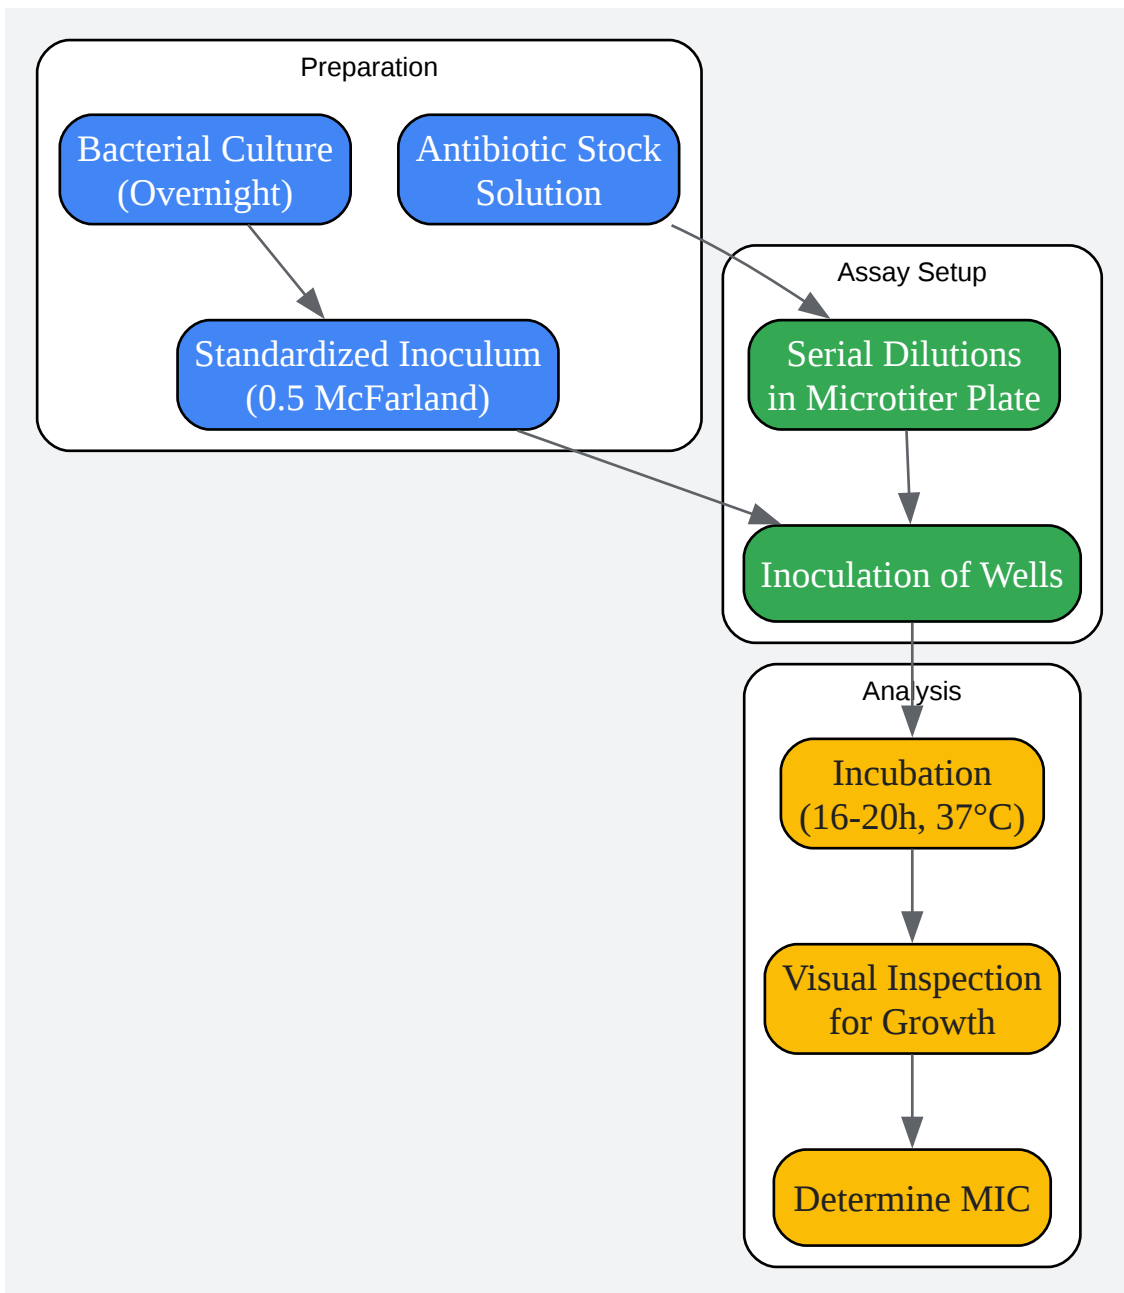 Preparation
Bacterial Culture
(Overnight)
Antibiotic Stock
Solution
Standardized Inoculum
(0.5 McFarland)
Assay Setup
Serial Dilutions
in Microtiter Plate
Inoculation of Wells
Analysis
Incubation
(16-20h, 37°C)
Visual Inspection
for Growth
Determine MIC